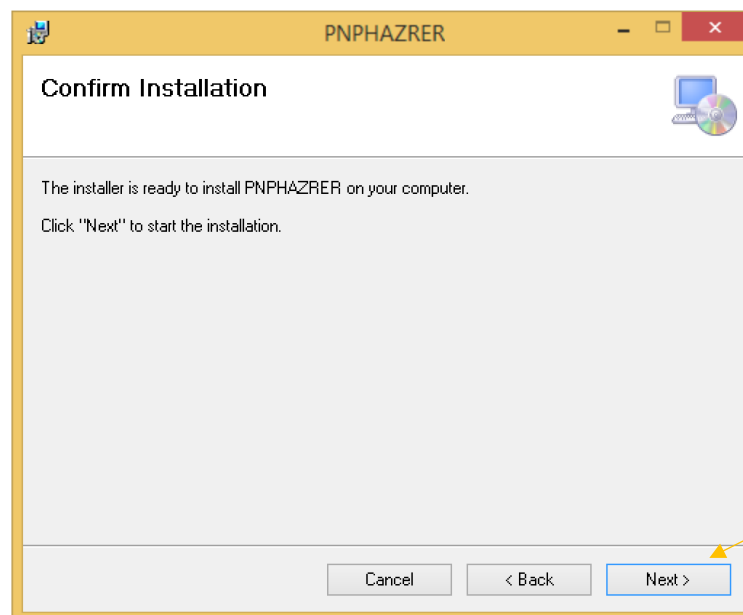 PNPHAZRER
Confirm Installation
The installer is ready to install PNPHAZRER on your computer.
Click "Next" to start the installation.
Cancel
< Back
Next >